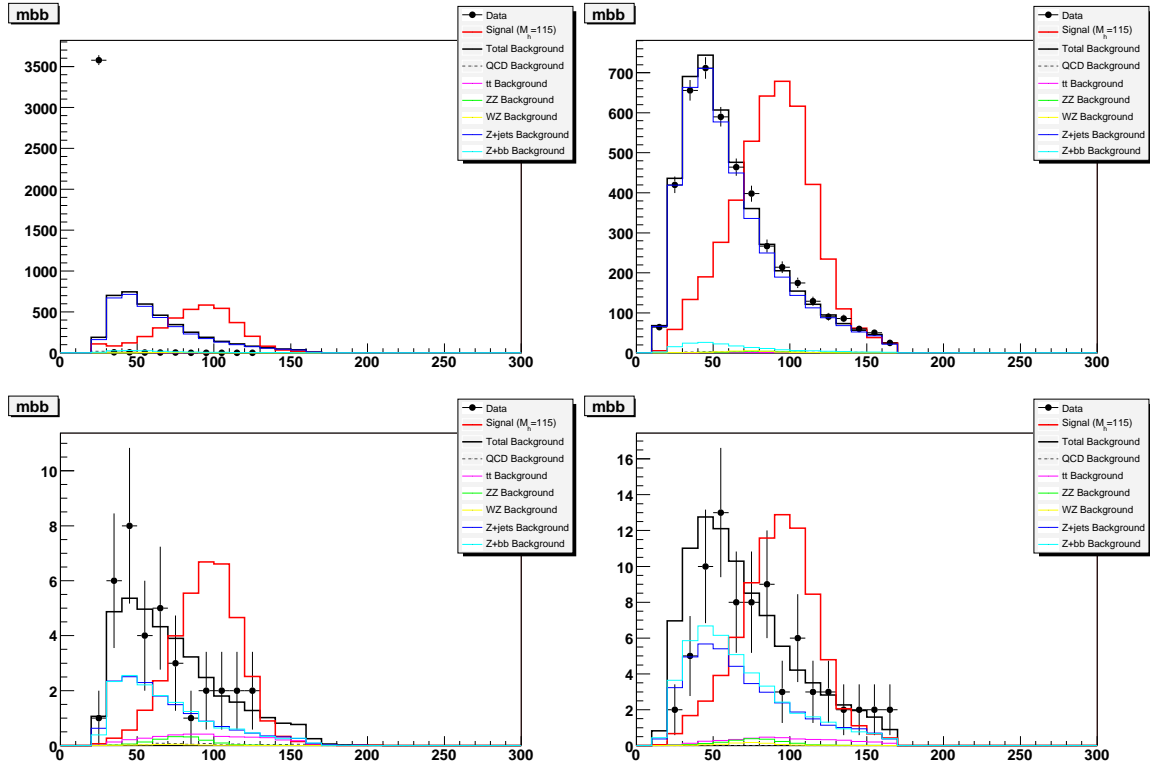 mbb
Data
Signal (M_h=115)
Total Background
QCD Background
tt Background
ZZ Background
WZ Background
Z+jets Background
Z+bb Background
3500
3000
2500
2000
1500
1000
500
0
0 50 100 150 200 250 300
mbb
Data
Signal (M_h=115)
Total Background
QCD Background
tt Background
ZZ Background
WZ Background
Z+jets Background
Z+bb Background
700
600
500
400
300
200
100
0
0 50 100 150 200 250 300
mbb
Data
Signal (M_h=115)
Total Background
QCD Background
tt Background
ZZ Background
WZ Background
Z+jets Background
Z+bb Background
10
8
6
4
2
0
0 50 100 150 200 250 300
mbb
Data
Signal (M_h=115)
Total Background
QCD Background
tt Background
ZZ Background
WZ Background
Z+jets Background
Z+bb Background
16
14
12
10
8
6
4
2
0
0 50 100 150 200 250 300